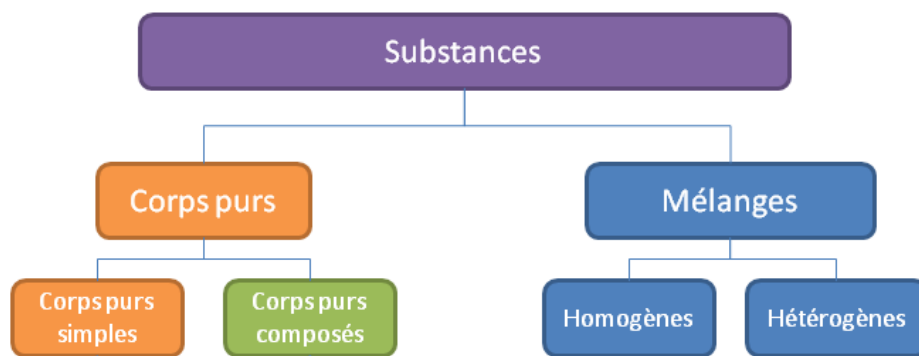 Substances
Corps purs
Mélanges
Corps purs
simples
Corps purs
composés
Homogènes
Hétérogènes